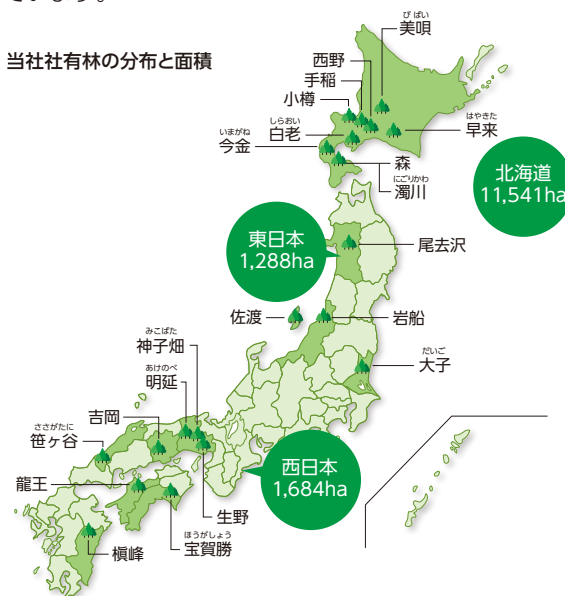 ています。
当社社有林の分布と面積
びばい
美唄
西野
手稲
小樽
しらおい
白老
いまがね
今金
はやきた
早来
森
にごりかわ
濁川
北海道
11,541ha
東日本
1,288ha
尾去沢
佐渡
岩船
みこばた
神子畑
だいご
大子
あけのべ
明延
吉岡
ささがたに
笹ヶ谷
西日本
1,684ha
龍王
生野
ほうがしょう
宝賀勝
槇峰